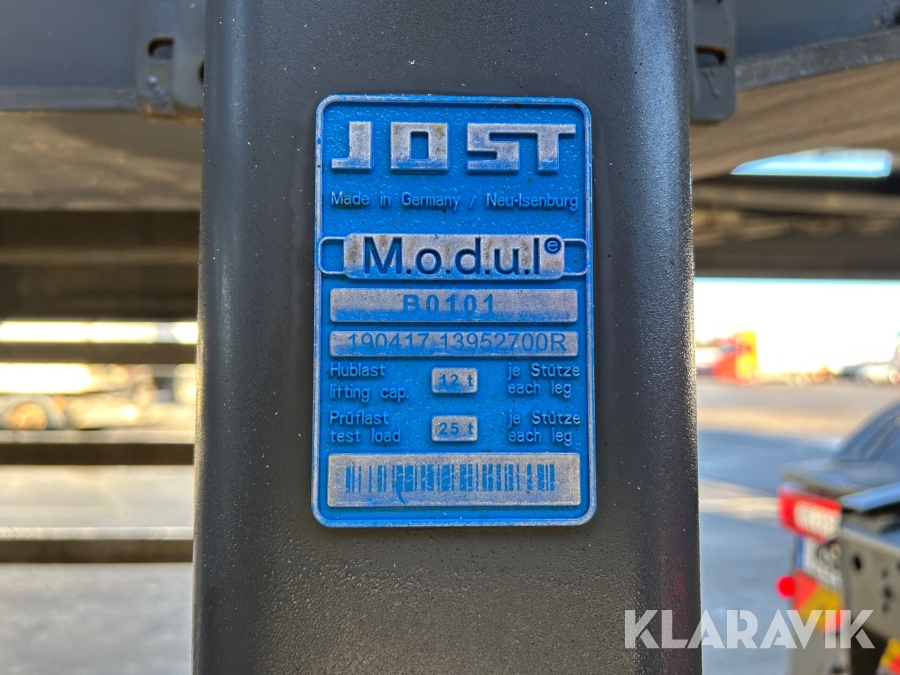 JOST
Made in Germany / Neu-Isenburg
M.o.d.u.l e
B0101
190417 13952700R
Hublast 12 t je Stütze
lifting cap. each leg
Prüflast 25 t je Stütze
test load each leg
KLARAVIK